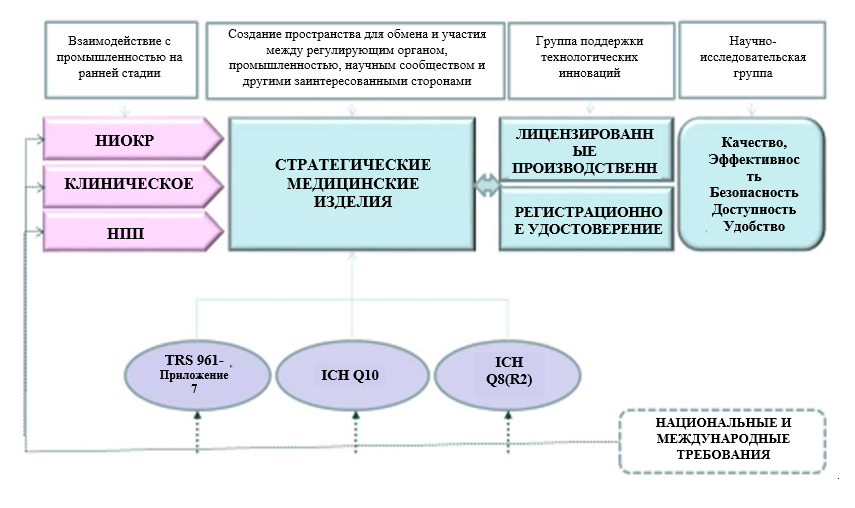 Взаимодействие с
промышленностью на
ранней стадии
Создание пространства для обмена и участия
между регулирующим органом,
промышленностью, научным сообществом и
другими заинтересованными сторонами
Группа поддержки
технологических
инноваций
Научно-
исследовательская
группа
НИОКР
КЛИНИЧЕСКОЕ
НПП
СТРАТЕГИЧЕСКИЕ
МЕДИЦИНСКИЕ
ИЗДЕЛИЯ
ЛИЦЕНЗИРОВАНН
ЫЕ
ПРОИЗВОДСТВЕНН
РЕГИСТРАЦИОННО
Е УДОСТОВЕРЕНИЕ
Качество,
Эффективнос
ть
Безопасность
Доступность
Удобство
TRS 961-
Приложение
7
ICH Q10
ICH
Q8(R2)
НАЦИОНАЛЬНЫЕ И
МЕЖДУНАРОДНЫЕ
ТРЕБОВАНИЯ